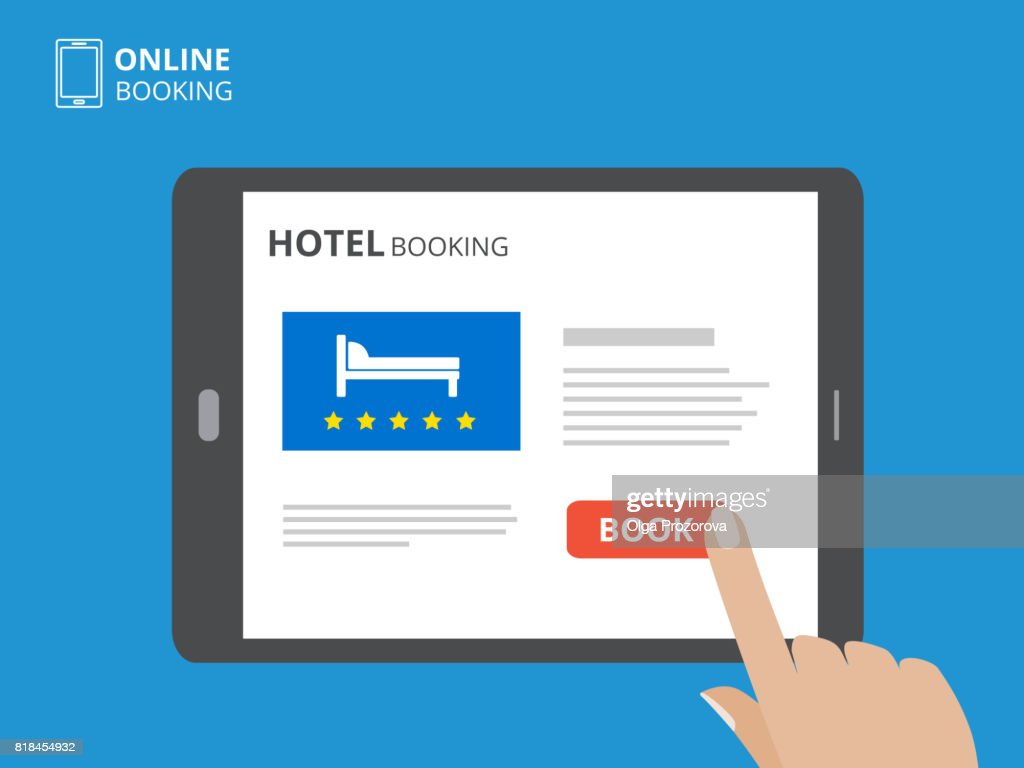 ONLINE
BOOKING
HOTEL BOOKING
gettyimages®
Olga Prozorova
BOOK
818454932